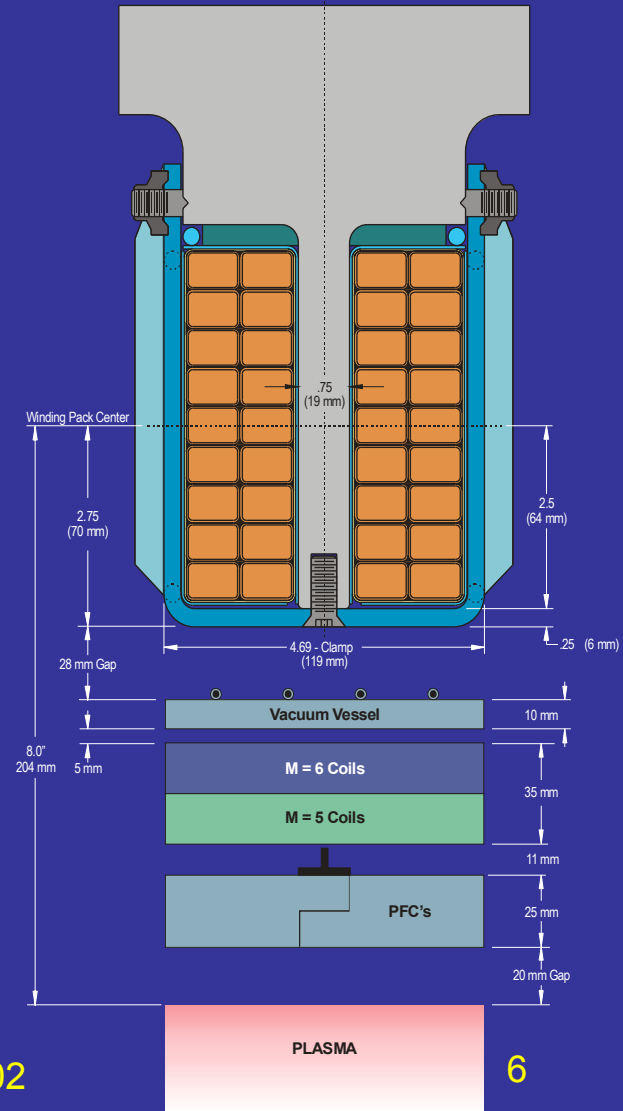 .75
(19 mm)
Winding Pack Center
2.75
(70 mm)
2.5
(64 mm)
.25 (6 mm)
4.69 - Clamp
(119 mm)
28 mm Gap
Vacuum Vessel
10 mm
8.0"
204 mm
5 mm
M = 6 Coils
35 mm
M = 5 Coils
11 mm
PFC's
25 mm
20 mm Gap
PLASMA
02
6